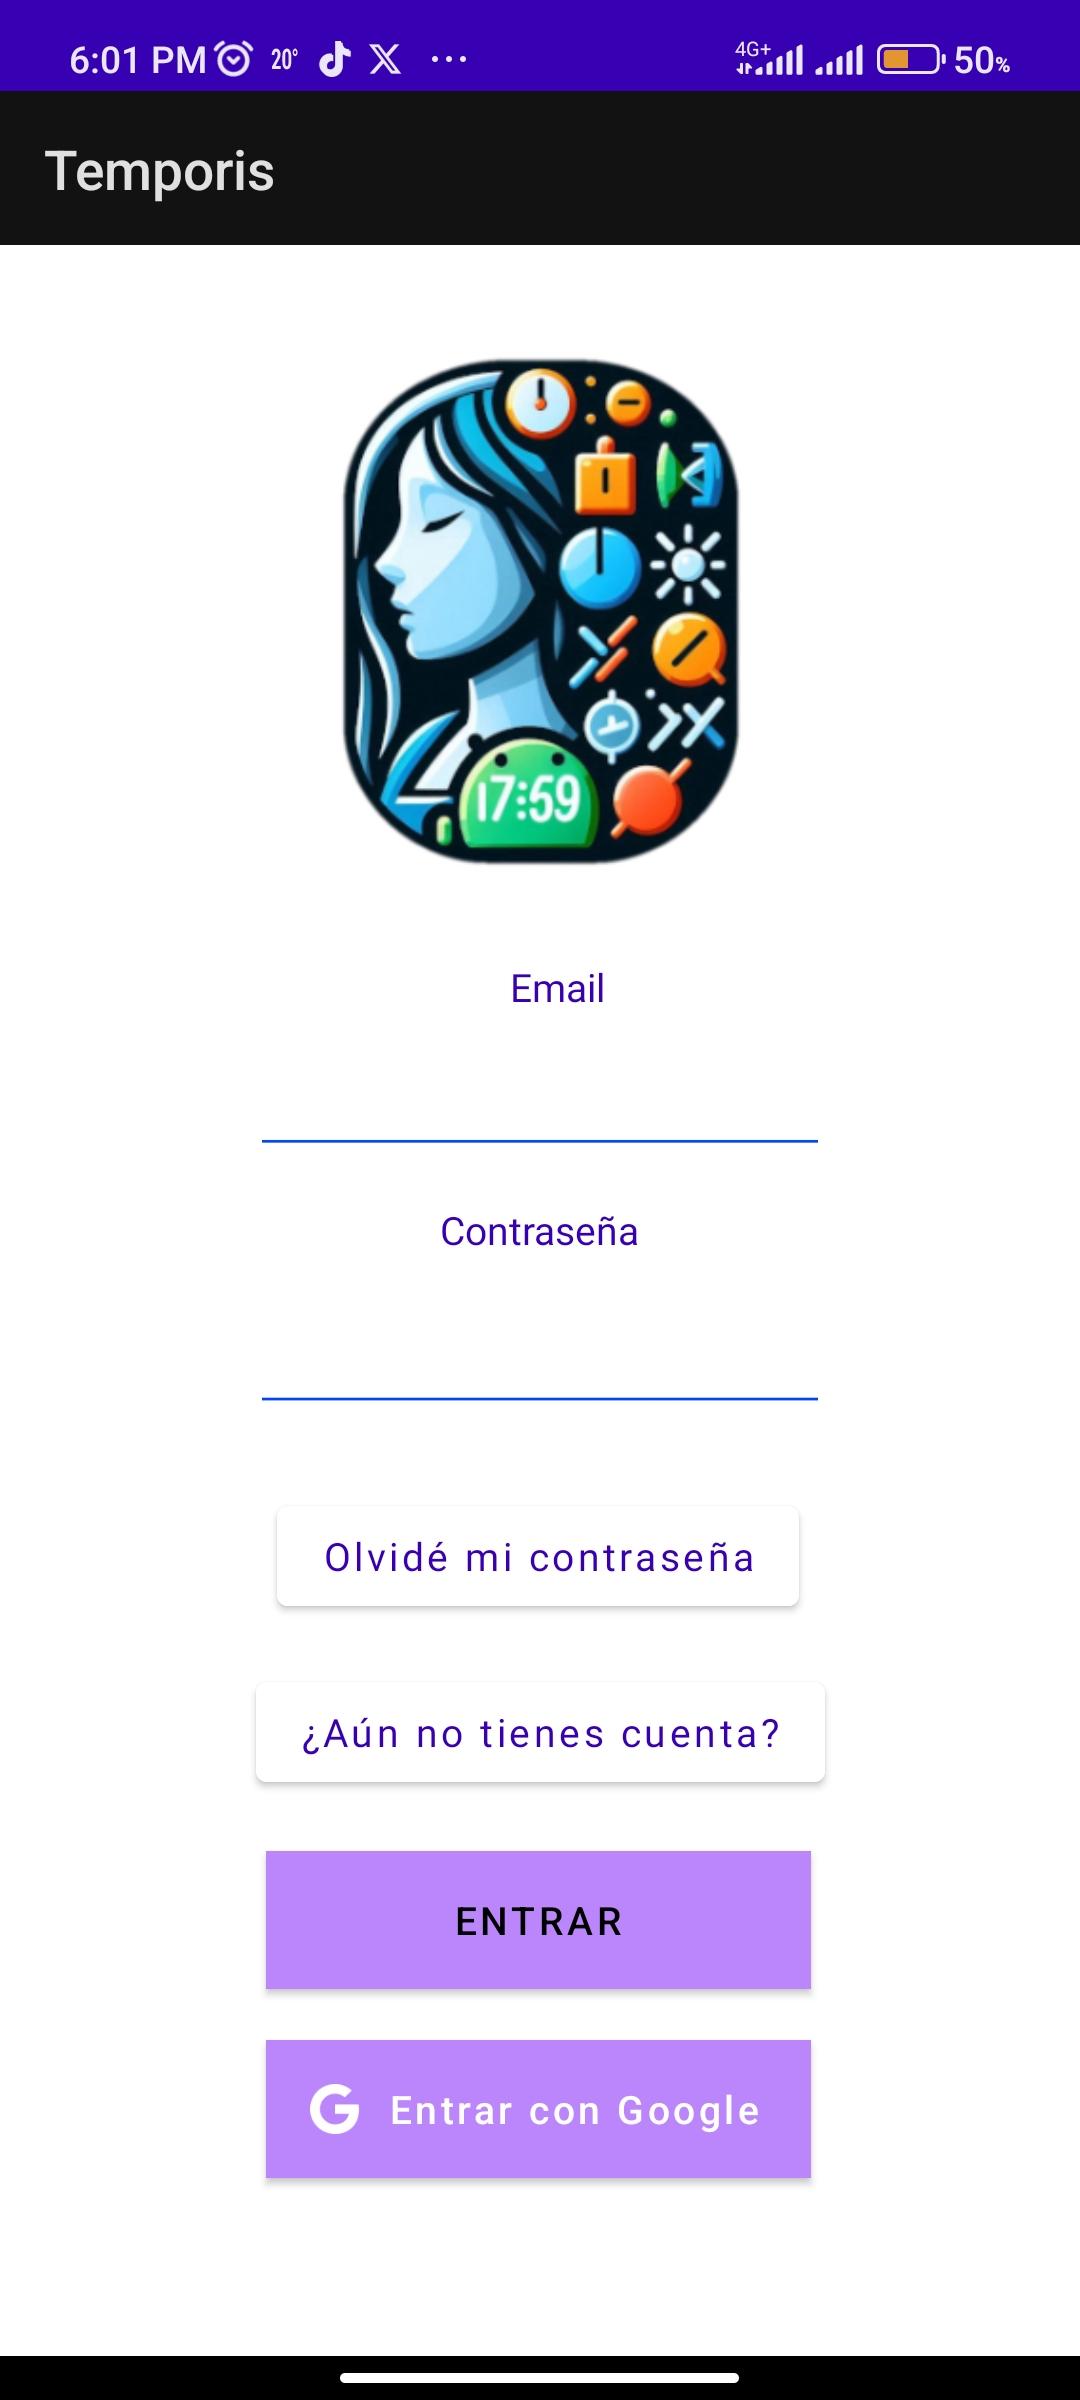 6:01 PM 20° 4G+ 50%
Temporis
17:59
Email
Contraseña
Olvidé mi contraseña
¿Aún no tienes cuenta?
ENTRAR
G Entrar con Google